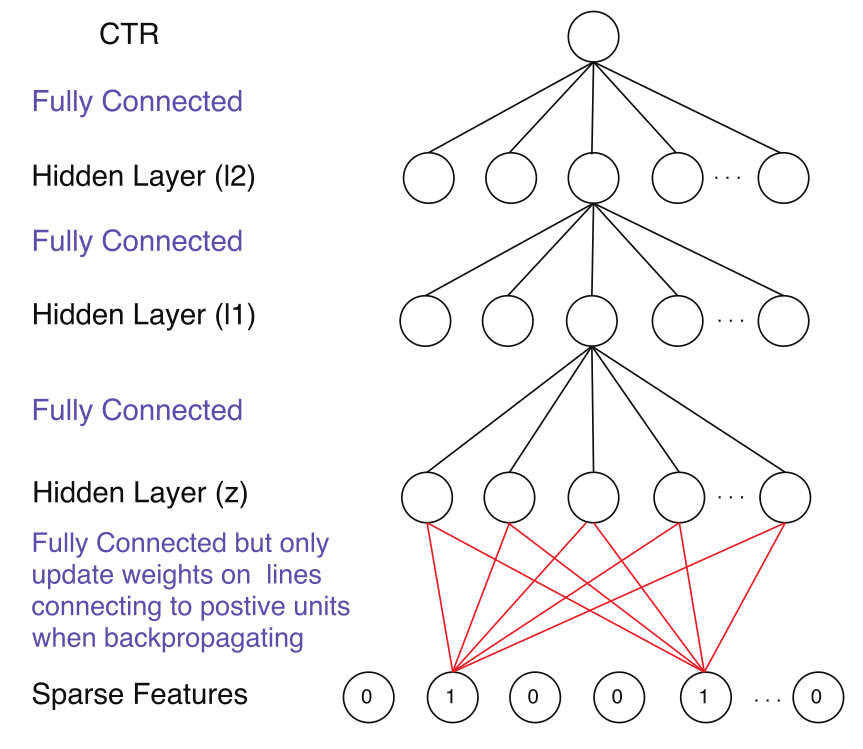 CTR
Fully Connected
Hidden Layer (l2)
. . .
Fully Connected
Hidden Layer (l1)
. . .
Fully Connected
Hidden Layer (z)
. . .
Fully Connected but only
update weights on lines
connecting to postive units
when backpropagating
Sparse Features
0 1 0 0 1 . . . 0